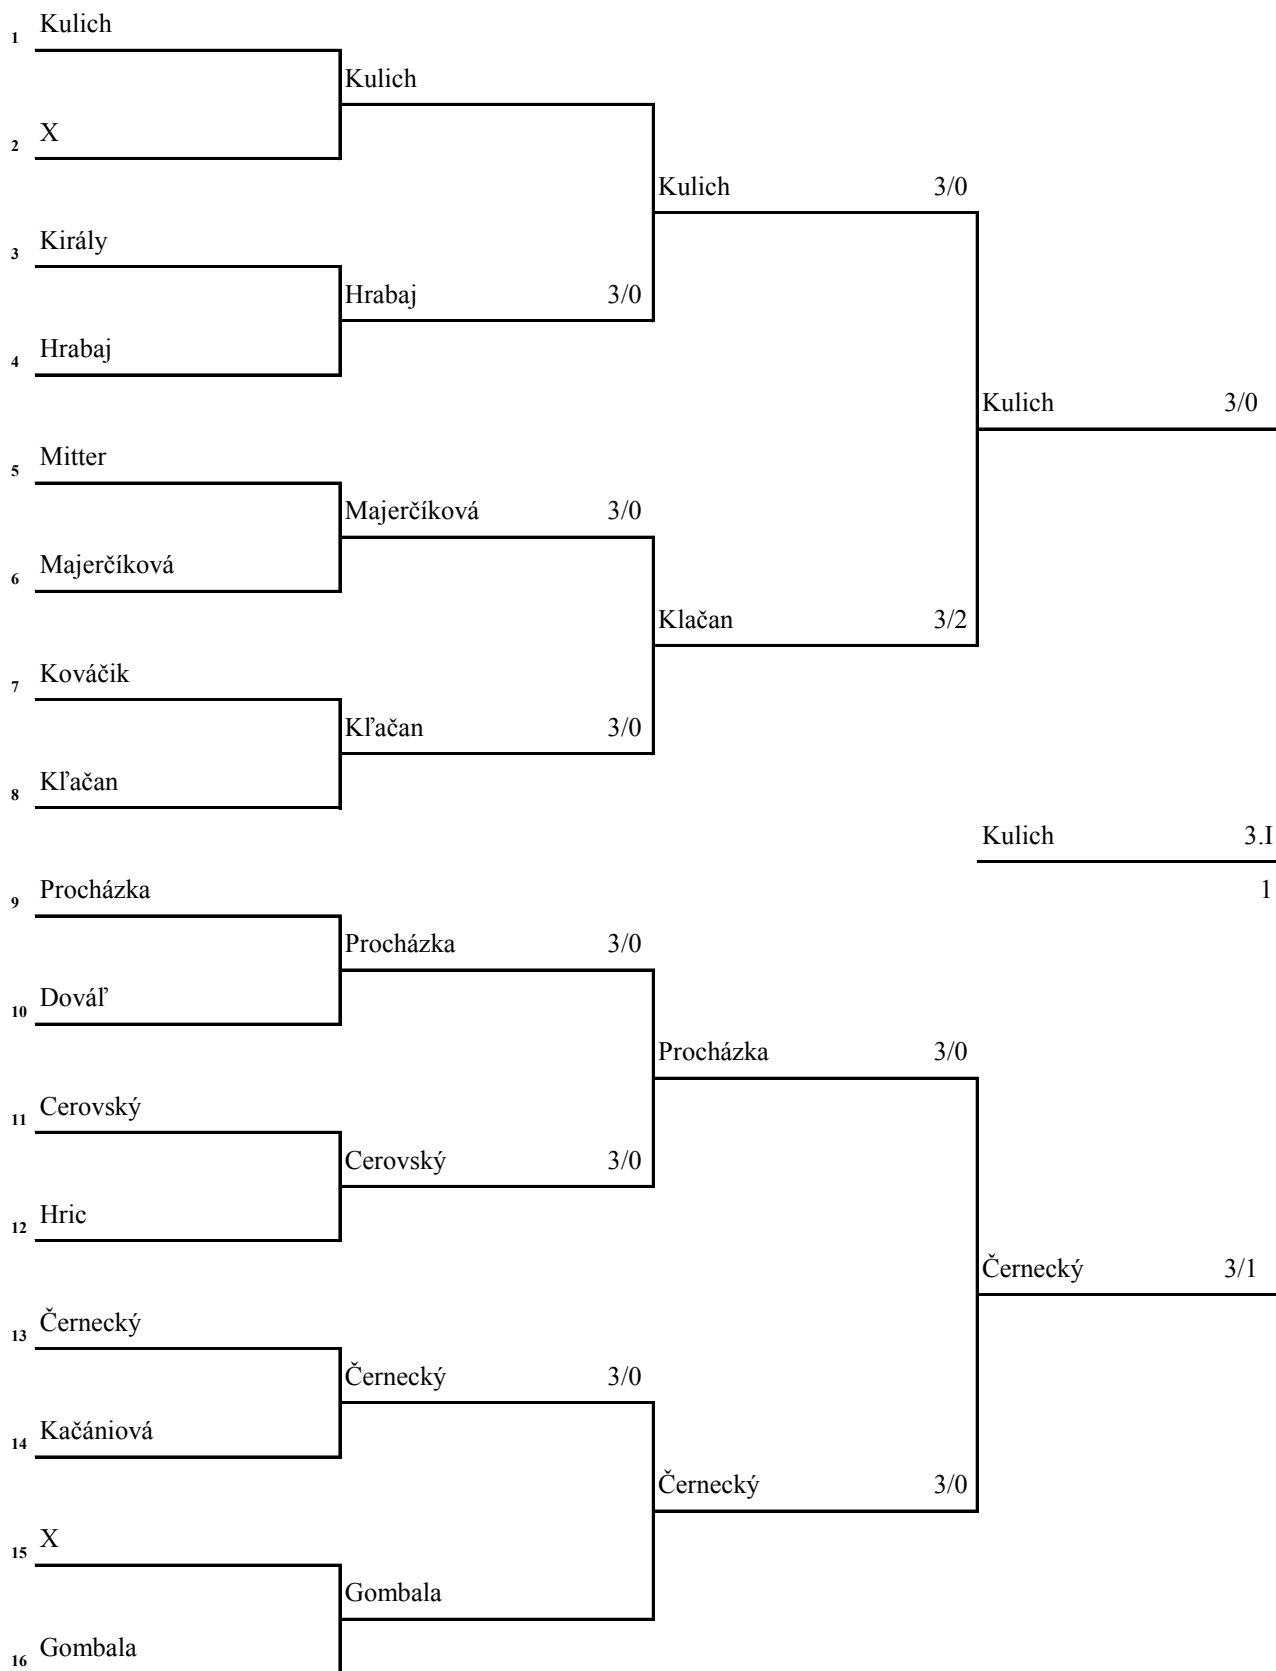 1 Kulich
Kulich
2 X
Kulich 3/0
3 Király
Hrabaj 3/0
4 Hrabaj
Kulich 3/0
5 Mitter
Majerčíková 3/0
6 Majerčíková
Klačan 3/2
7 Kováčik
Kľačan 3/0
8 Kľačan
Kulich 3.I
1
9 Procházka
Procházka 3/0
10 Dováľ
Procházka 3/0
11 Cerovský
Cerovský 3/0
12 Hric
Černecký 3/1
13 Černecký
Černecký 3/0
14 Kačániová
Černecký 3/0
15 X
Gombala
16 Gombala